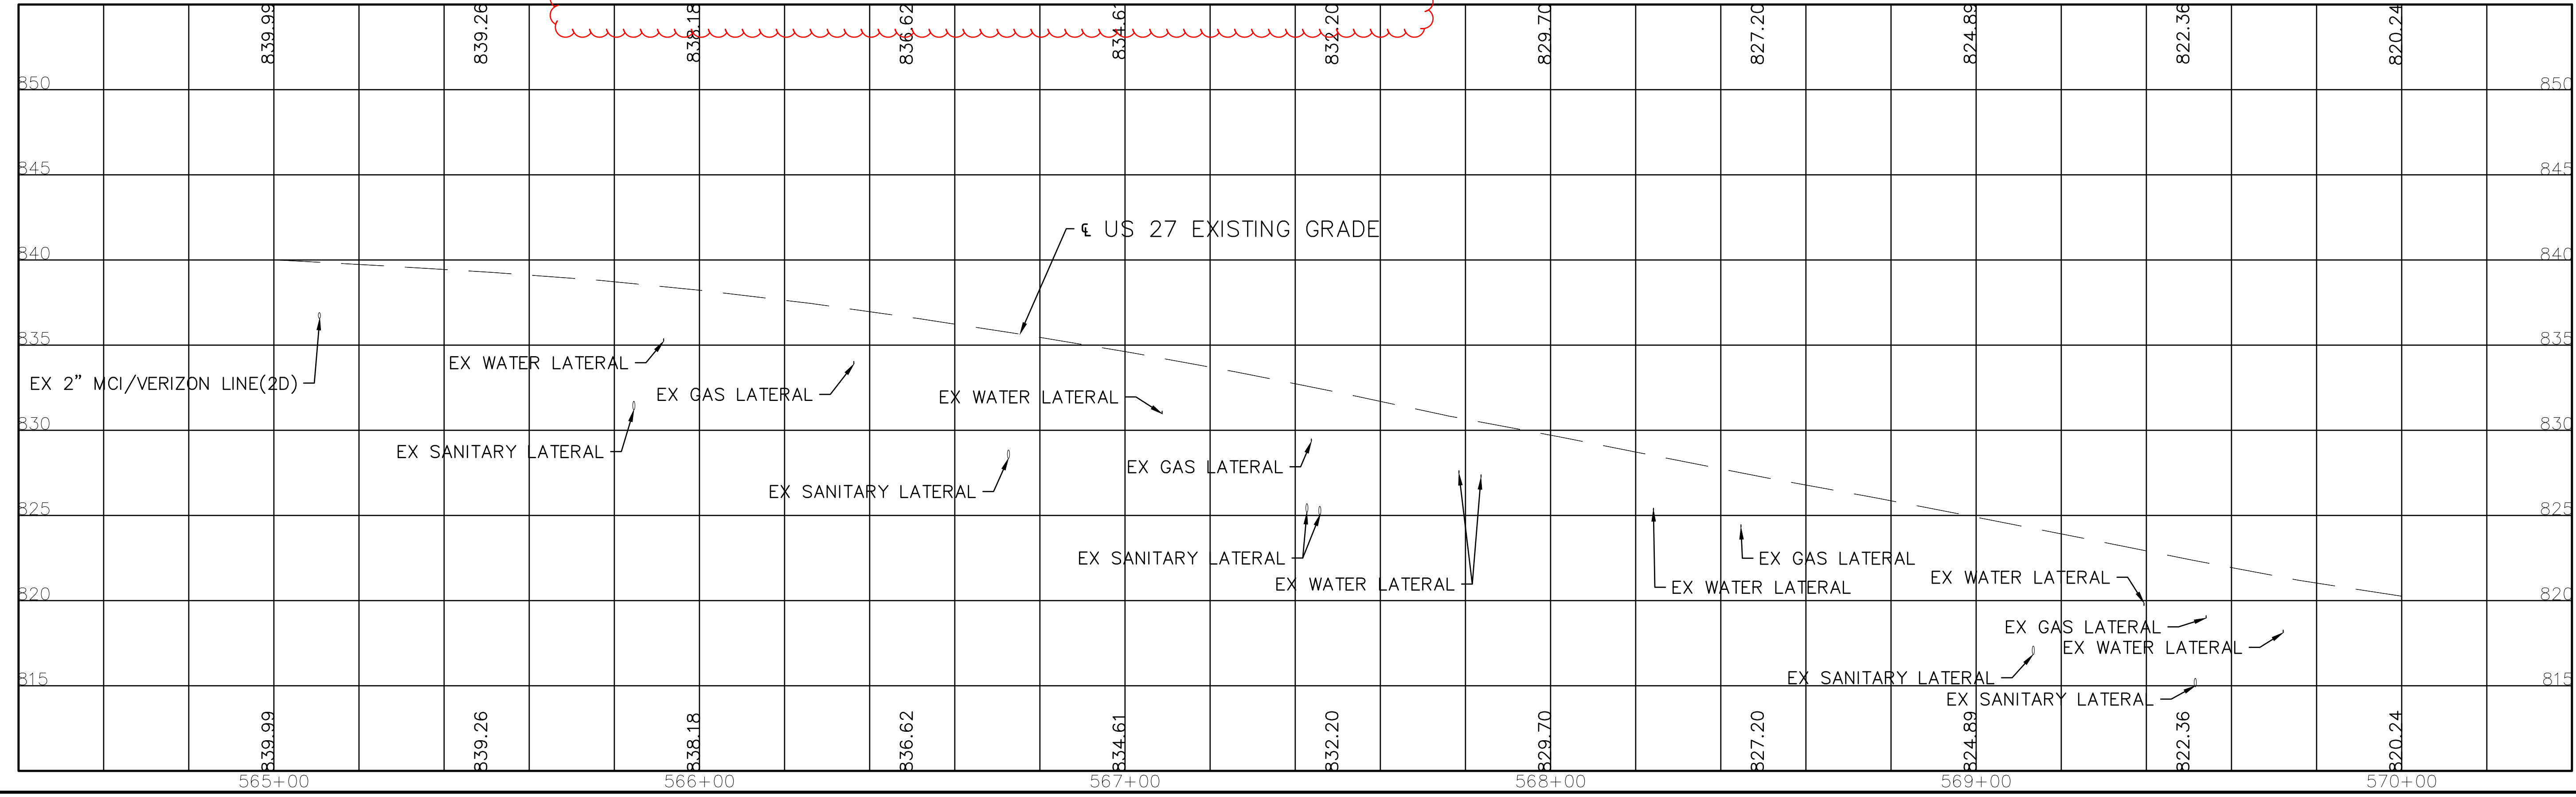 839.99 839.26 838.18 836.62 834.61 832.20 829.70 827.20 824.89 822.36 820.24
850 850
845 845
840 840
℄ US 27 EXISTING GRADE
835 835
EX WATER LATERAL
EX 2" MCI/VERIZON LINE(2D)
EX GAS LATERAL
EX WATER LATERAL
830 830
EX SANITARY LATERAL
EX GAS LATERAL
EX SANITARY LATERAL
825 825
EX SANITARY LATERAL
EX GAS LATERAL
EX WATER LATERAL
EX WATER LATERAL
EX WATER LATERAL
820 820
EX GAS LATERAL
EX WATER LATERAL
EX SANITARY LATERAL
815 815
EX SANITARY LATERAL
839.99 839.26 838.18 836.62 834.61 832.20 829.70 827.20 824.89 822.36 820.24
565+00 566+00 567+00 568+00 569+00 570+00